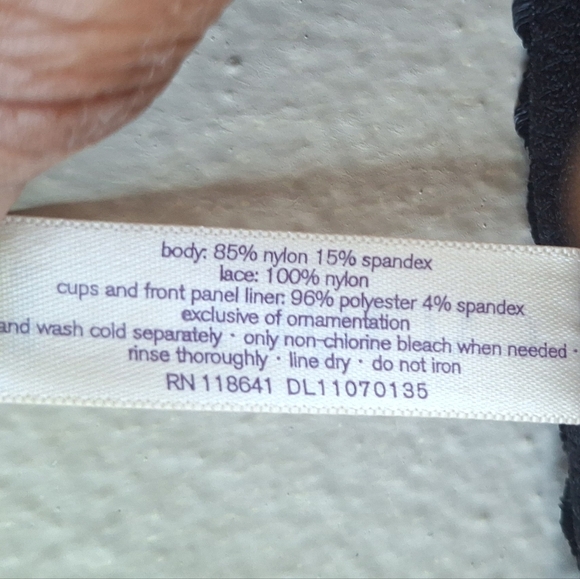 body: 85% nylon 15% spandex
lace: 100% nylon
cups and front panel liner: 96% polyester 4% spandex
exclusive of ornamentation
and wash cold separately · only non-chlorine bleach when needed ·
rinse thoroughly · line dry · do not iron
RN 118641 DL11070135